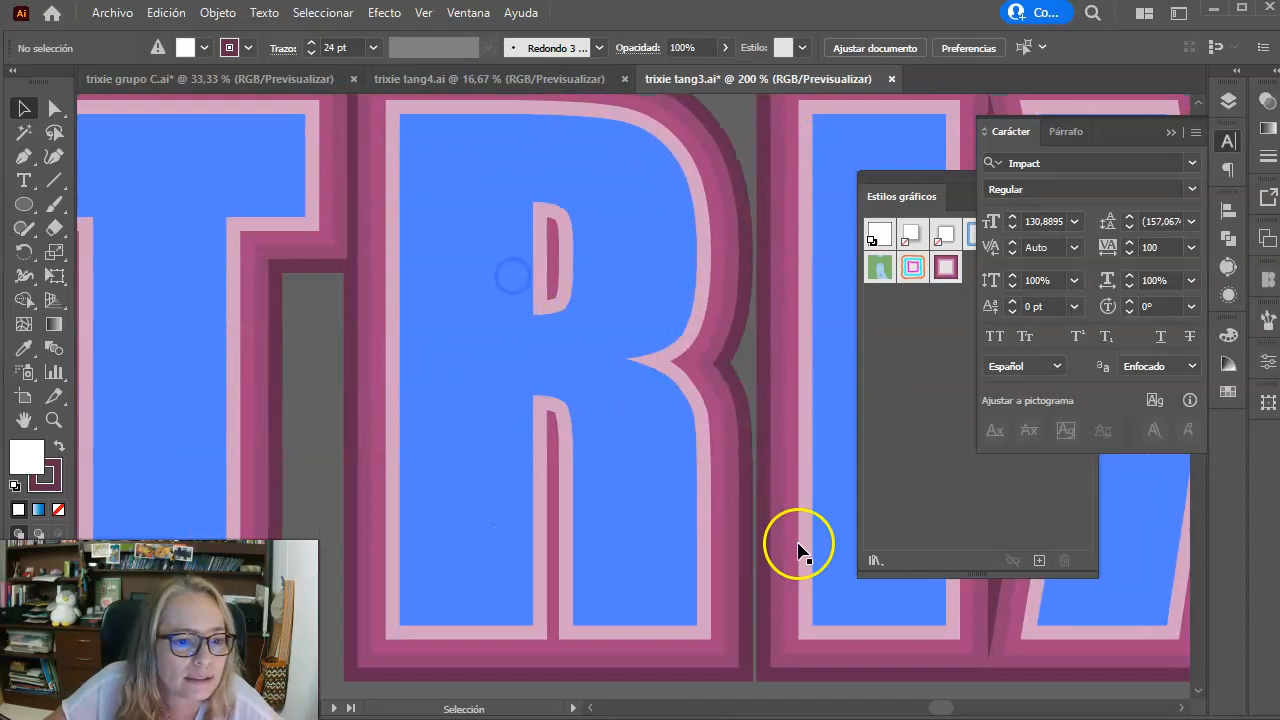 Ai Archivo Edición Objeto Texto Seleccionar Efecto Ver Ventana Ayuda Co...
No selección Trazo: 24 pt Redondo 3 ... Opacidad: 100% Estilo: Ajustar documento Preferencias
trixie grupo C.ai* @ 33,33 % (RGB/Previsualizar) × trixie tang4.ai @ 16,67 % (RGB/Previsualizar) × trixie tang3.ai* @ 200 % (RGB/Previsualizar) ×
TRI
Carácter Párrafo
Impact
Regular
Estilos gráficos
130,8895 (157,067
Auto 100
100% 100%
0 pt 0°
Español Enfocado
Ajustar a pictograma
Selección